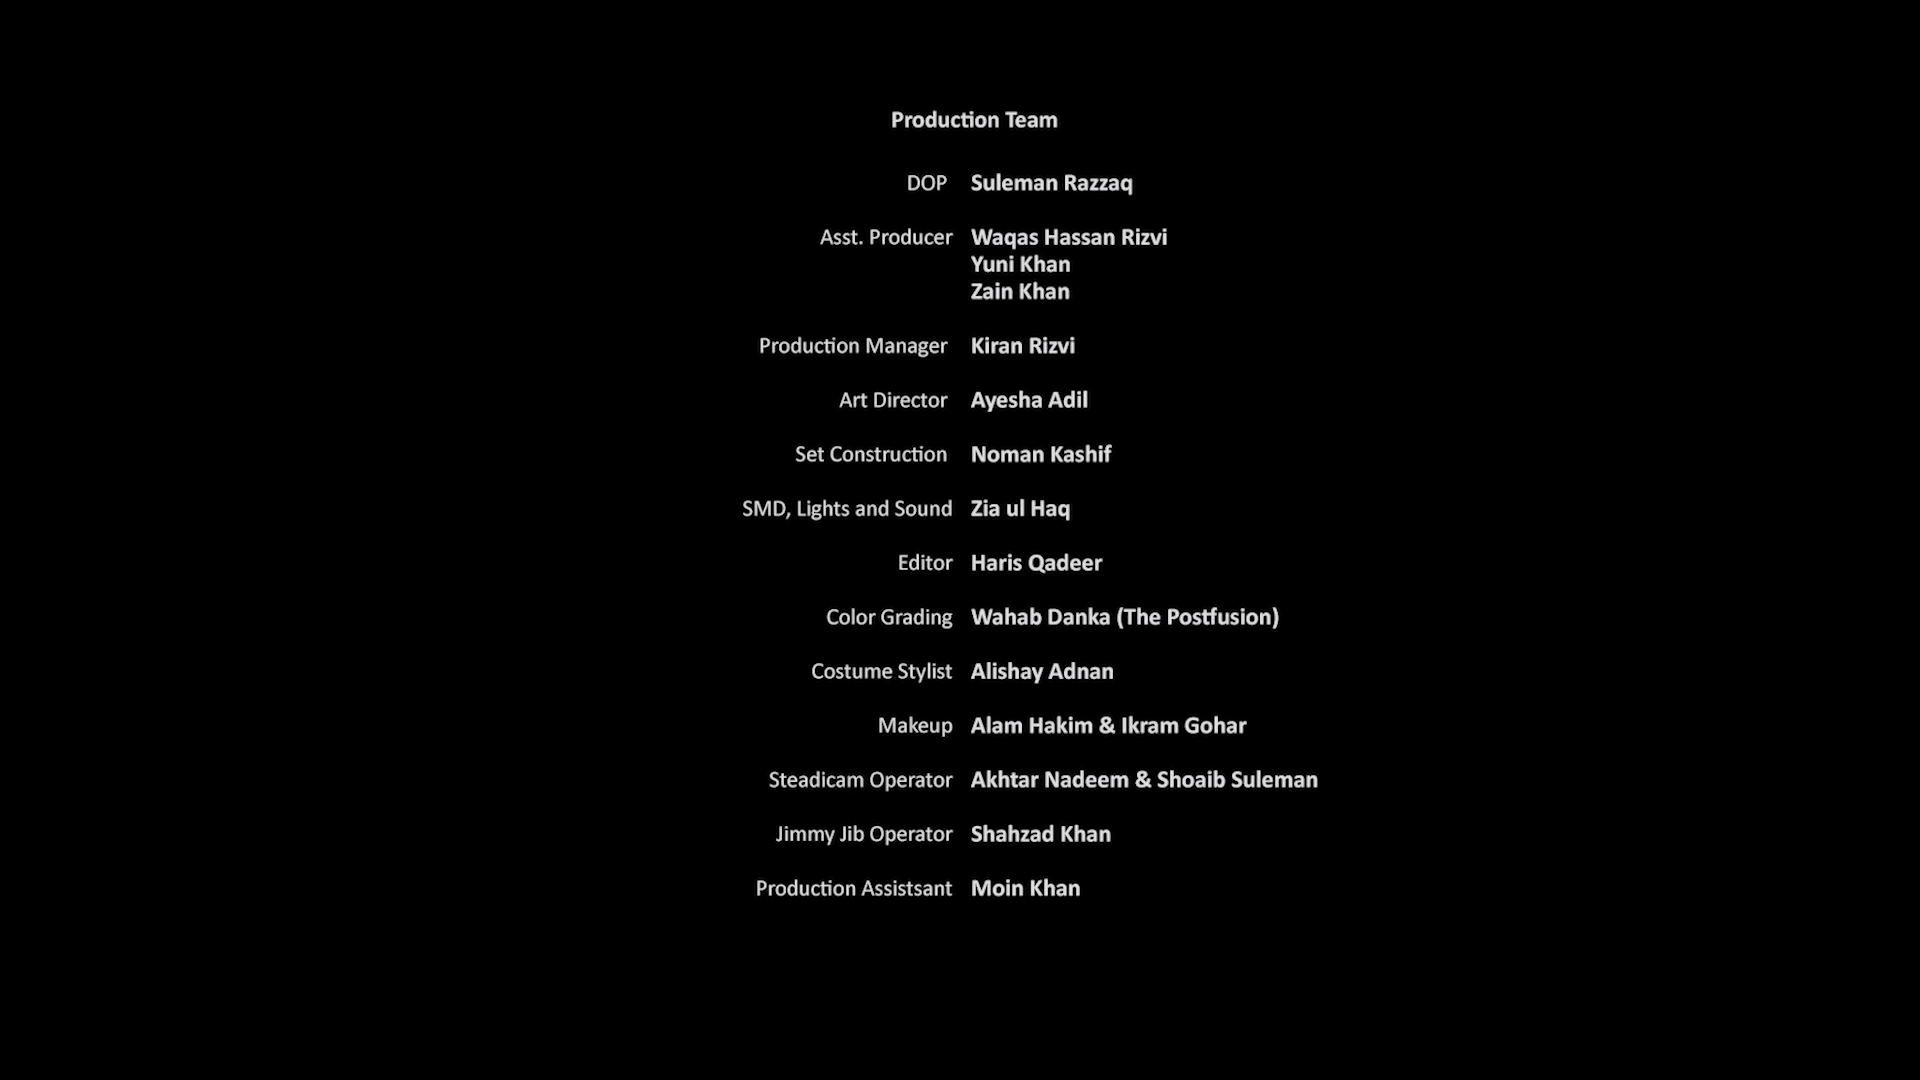 Production Team
DOP Suleman Razzaq
Asst. Producer Waqas Hassan Rizvi
Yuni Khan
Zain Khan
Production Manager Kiran Rizvi
Art Director Ayesha Adil
Set Construction Noman Kashif
SMD, Lights and Sound Zia ul Haq
Editor Haris Qadeer
Color Grading Wahab Danka (The Postfusion)
Costume Stylist Alishay Adnan
Makeup Alam Hakim & Ikram Gohar
Steadicam Operator Akhtar Nadeem & Shoaib Suleman
Jimmy Jib Operator Shahzad Khan
Production Assistsant Moin Khan